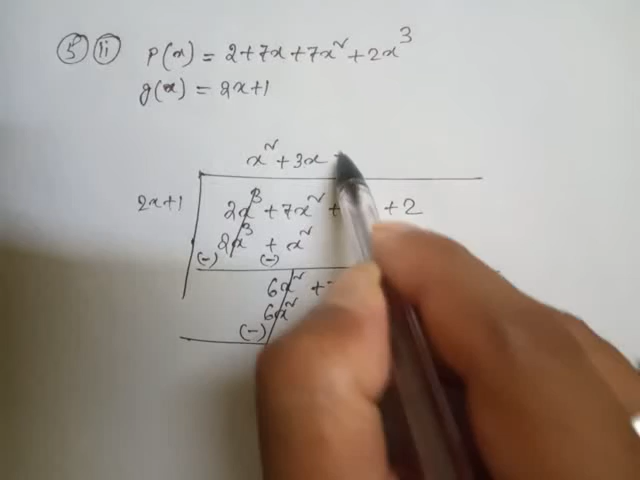 5 ii P(x) = 2+7x+7x² +2x³
g(x) = 2x+1
x² + 3x
2x+1 2x³ + 7x² + +2
2x³ + x²
(-) (-)
6x² +
6x²
(-)